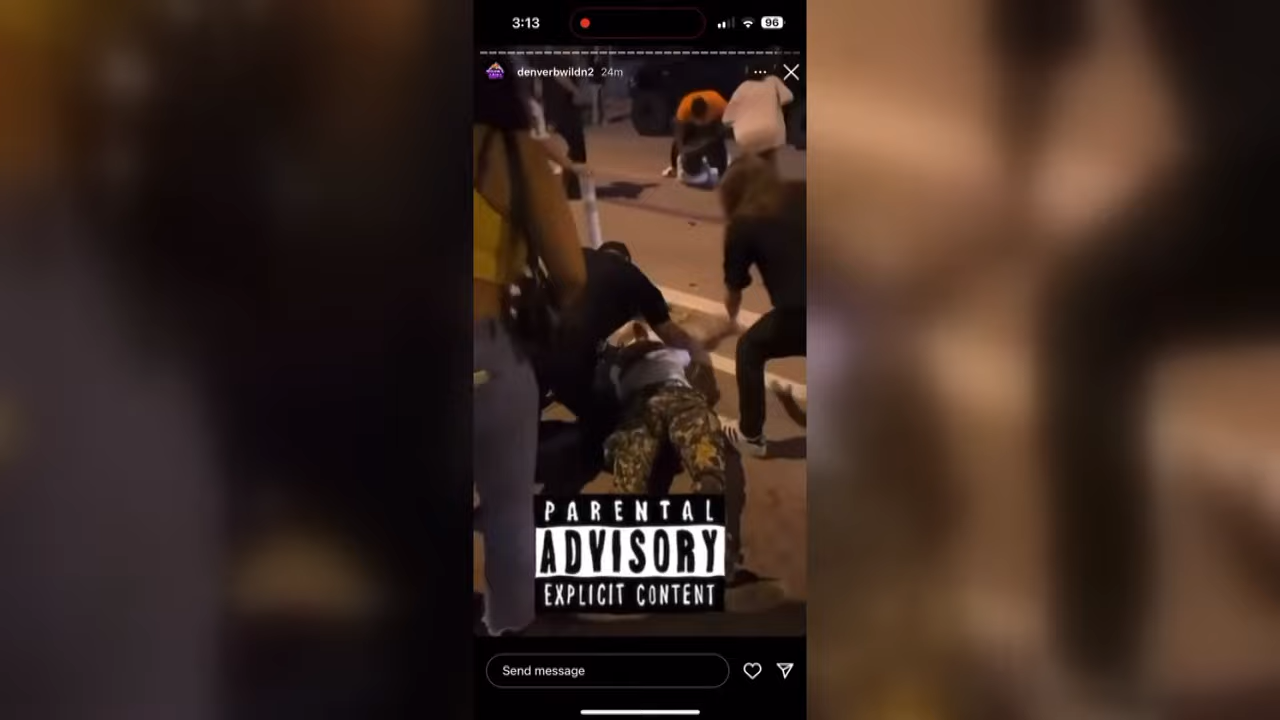 3:13
96
denverbwildn2 24m
PARENTAL
ADVISORY
EXPLICIT CONTENT
Send message